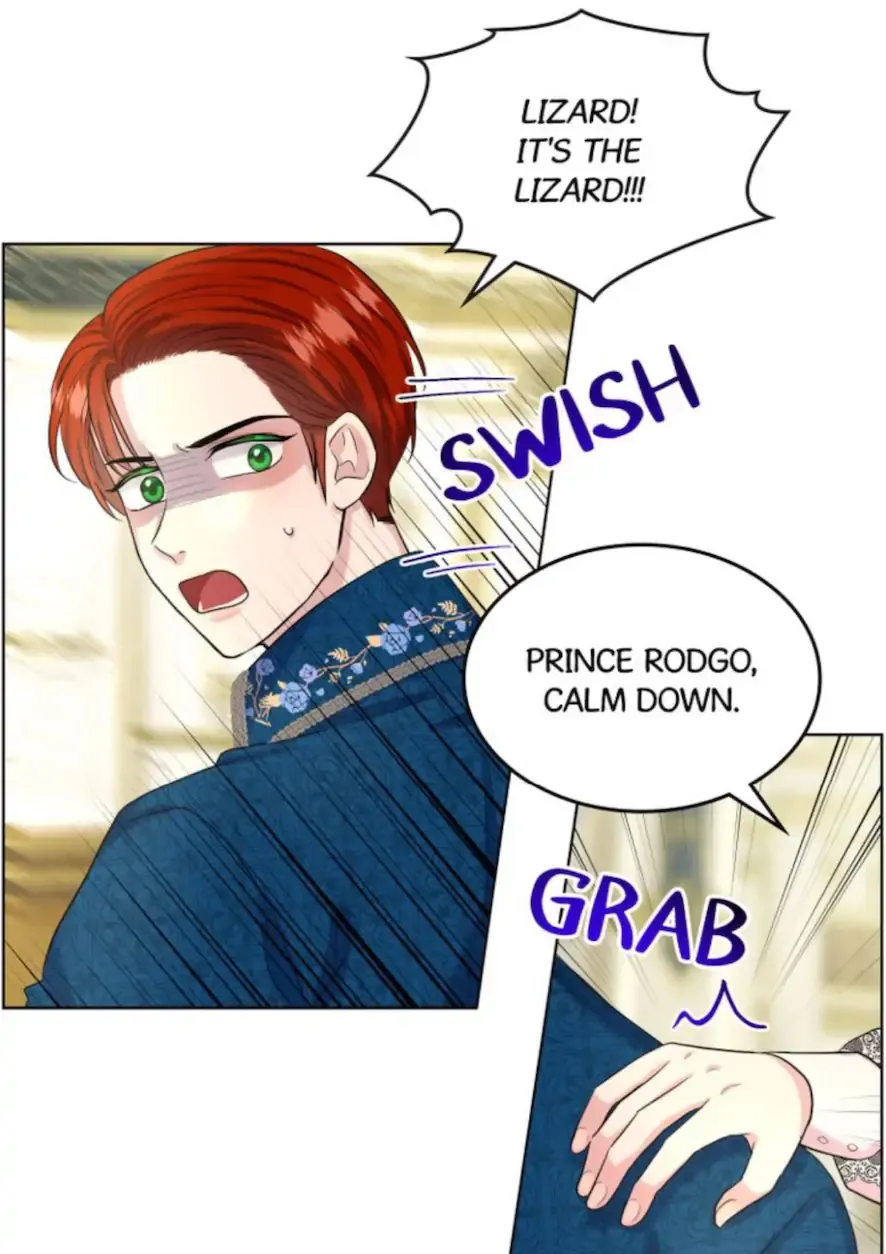 LIZARD!
IT'S THE
LIZARD!!!
SWISH
PRINCE RODGO,
CALM DOWN.
GRAB